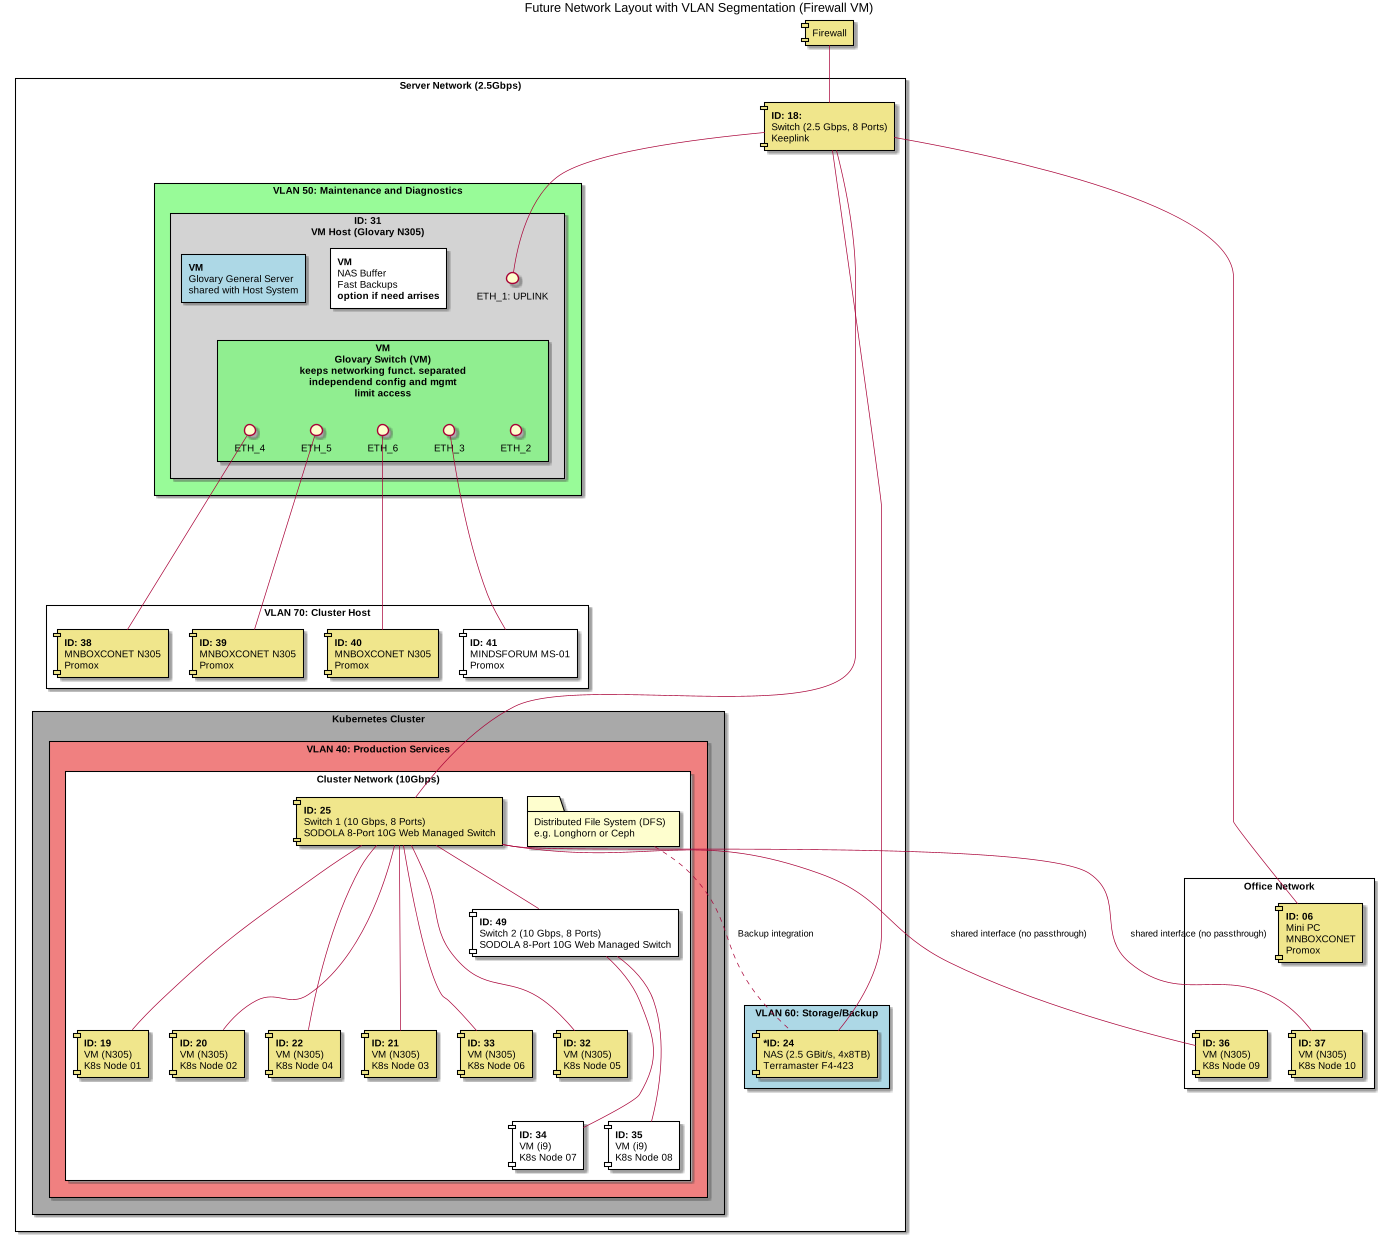 Future Network Layout with VLAN Segmentation (Firewall VM)
Firewall
Server Network (2.5Gbps)
ID: 18:
Switch (2.5 Gbps, 8 Ports)
Keeplink
VLAN 50: Maintenance and Diagnostics
ID: 31
VM Host (Glovary N305)
VM
Glovary General Server
shared with Host System
VM
NAS Buffer
Fast Backups
option if need arrises
ETH_1: UPLINK
VM
Glovary Switch (VM)
keeps networking funct. separated
independend config and mgmt
limit access
ETH_4
ETH_5
ETH_6
ETH_3
ETH_2
VLAN 70: Cluster Host
ID: 38
MNBOXCONET N305
Promox
ID: 39
MNBOXCONET N305
Promox
ID: 40
MNBOXCONET N305
Promox
ID: 41
MINDSFORUM MS-01
Promox
Kubernetes Cluster
VLAN 40: Production Services
Cluster Network (10Gbps)
ID: 25
Switch 1 (10 Gbps, 8 Ports)
SODOLA 8-Port 10G Web Managed Switch
Distributed File System (DFS)
e.g. Longhorn or Ceph
ID: 49
Switch 2 (10 Gbps, 8 Ports)
SODOLA 8-Port 10G Web Managed Switch
Backup integration
shared interface (no passthrough)
shared interface (no passthrough)
Office Network
ID: 06
Mini PC
MNBOXCONET
Promox
ID: 19
VM (N305)
K8s Node 01
ID: 20
VM (N305)
K8s Node 02
ID: 22
VM (N305)
K8s Node 04
ID: 21
VM (N305)
K8s Node 03
ID: 33
VM (N305)
K8s Node 06
ID: 32
VM (N305)
K8s Node 05
VLAN 60: Storage/Backup
*ID: 24
NAS (2.5 GBit/s, 4x8TB)
Terramaster F4-423
ID: 36
VM (N305)
K8s Node 09
ID: 37
VM (N305)
K8s Node 10
ID: 34
VM (i9)
K8s Node 07
ID: 35
VM (i9)
K8s Node 08